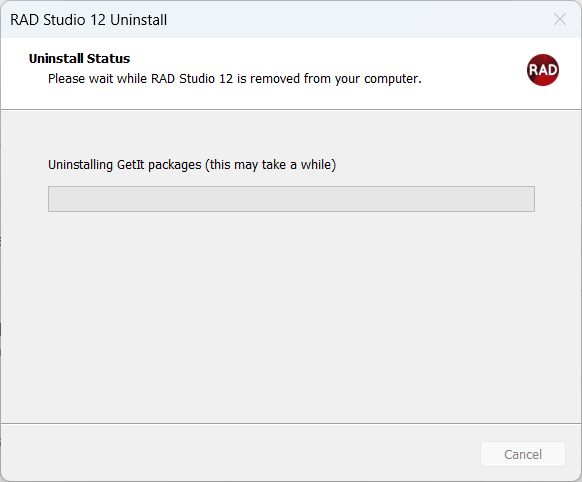 RAD Studio 12 Uninstall
Uninstall Status
Please wait while RAD Studio 12 is removed from your computer.
RAD
Uninstalling GetIt packages (this may take a while)
Cancel